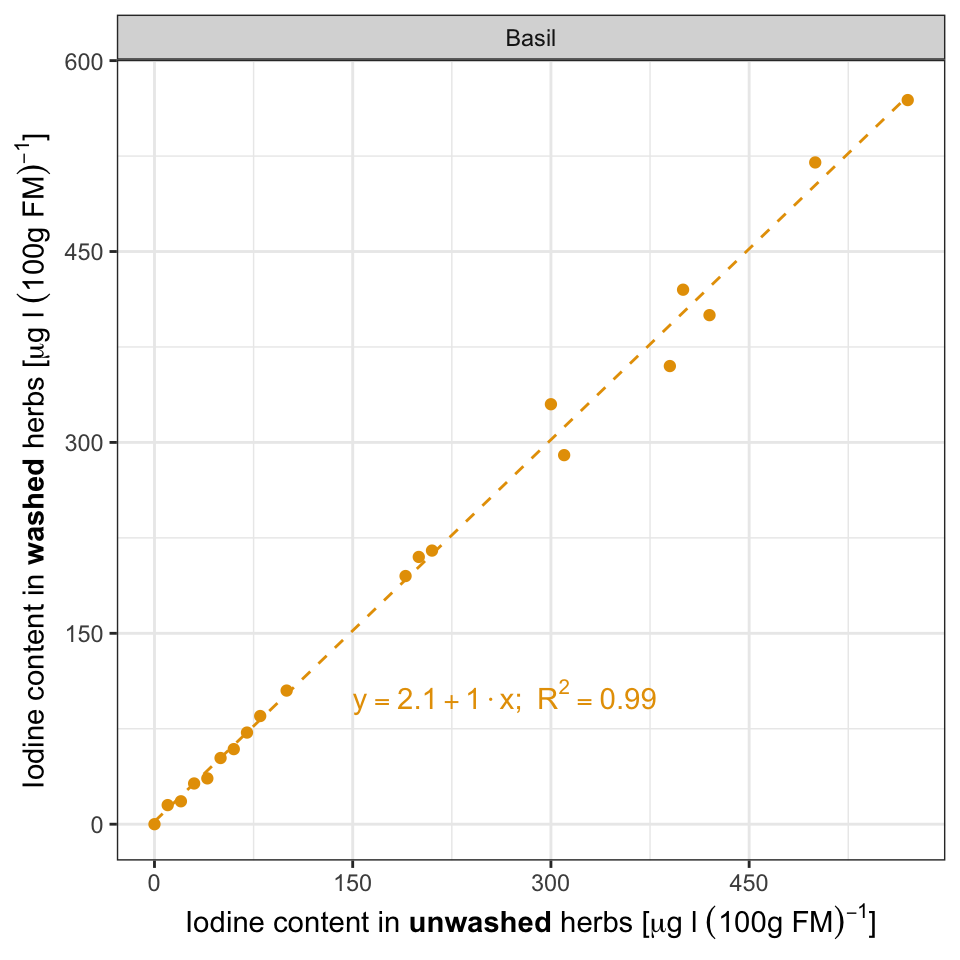 Basil
600
450
300
150
0
Iodine content in washed herbs [μg I (100g FM)⁻¹]
y = 2.1 + 1 · x; R² = 0.99
0 150 300 450
Iodine content in unwashed herbs [μg I (100g FM)⁻¹]